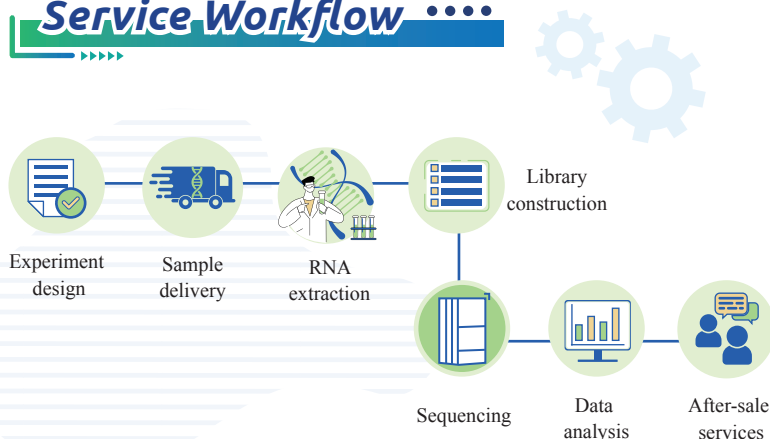 Service Workflow
Experiment
design
Sample
delivery
RNA
extraction
Library
construction
Sequencing
Data
analysis
After-sale
services